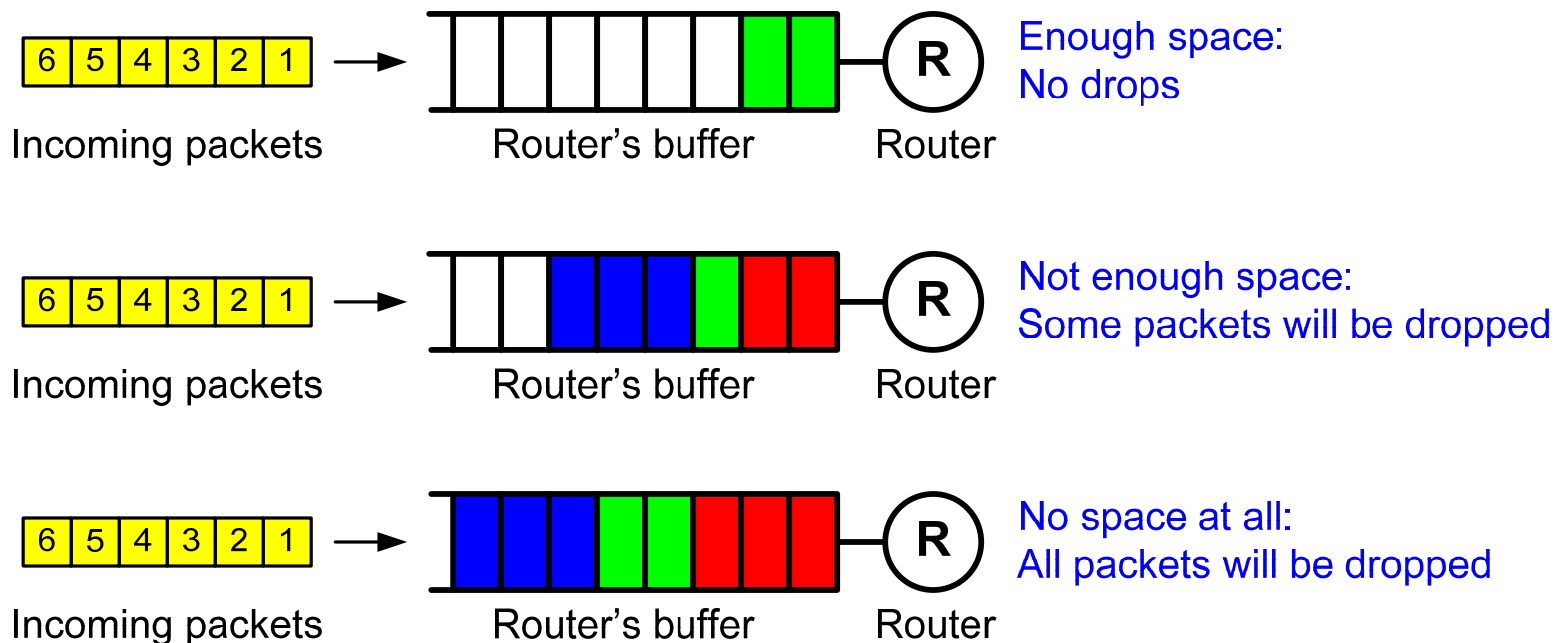 6 5 4 3 2 1
R
Enough space:
No drops
Incoming packets
Router's buffer
Router
6 5 4 3 2 1
R
Not enough space:
Some packets will be dropped
Incoming packets
Router's buffer
Router
6 5 4 3 2 1
R
No space at all:
All packets will be dropped
Incoming packets
Router's buffer
Router